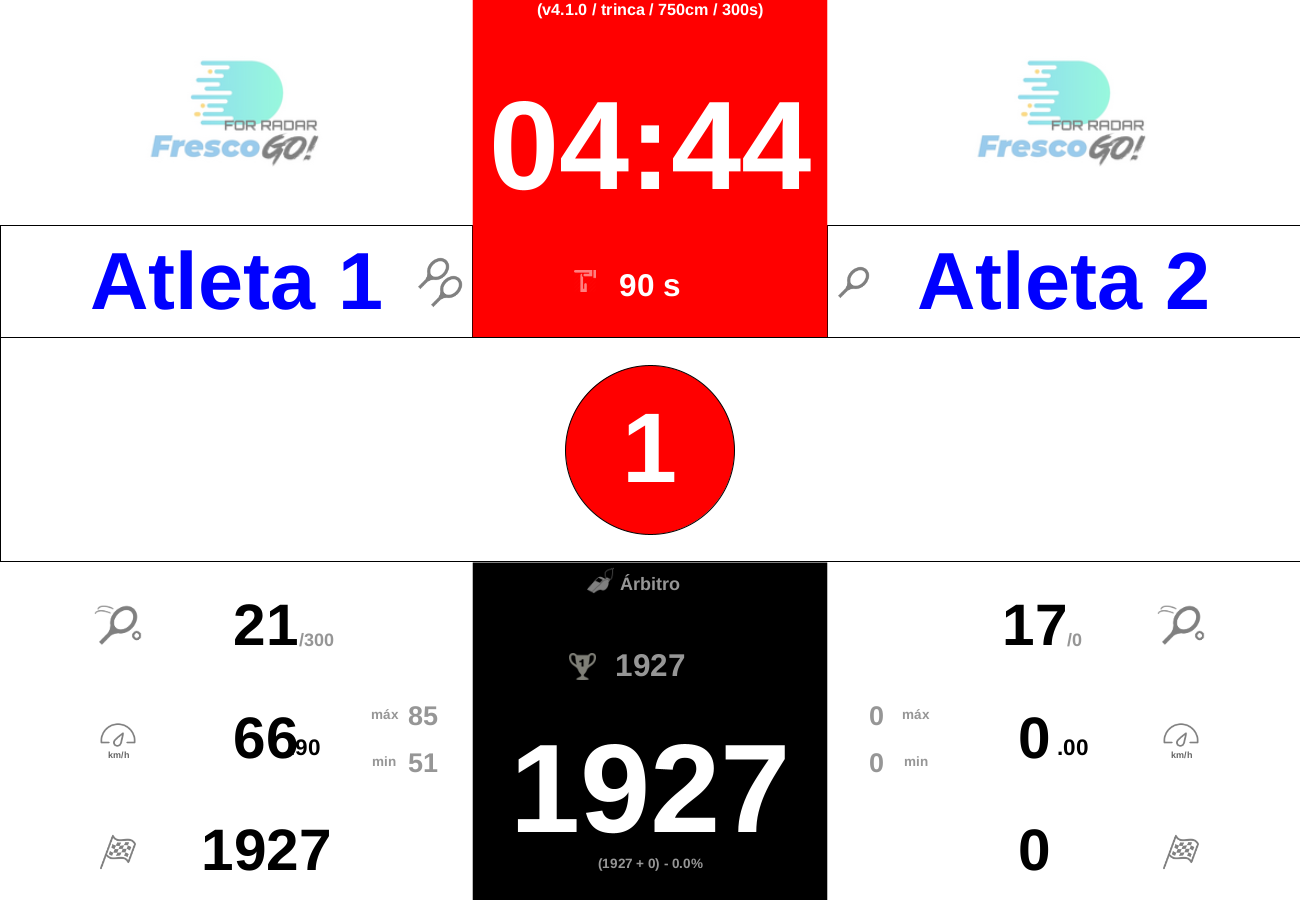 (v4.1.0 / trinca / 750cm / 300s)
FOR RADAR
FrescoGO!
04:44
FOR RADAR
FrescoGO!
Atleta 1
90 s
Atleta 2
1
Árbitro
21/300
17/0
1
1927
66.90
máx 85
min 51
km/h
0 máx
0 min
0.00
km/h
1927
1927
0
(1927 + 0) - 0.0%